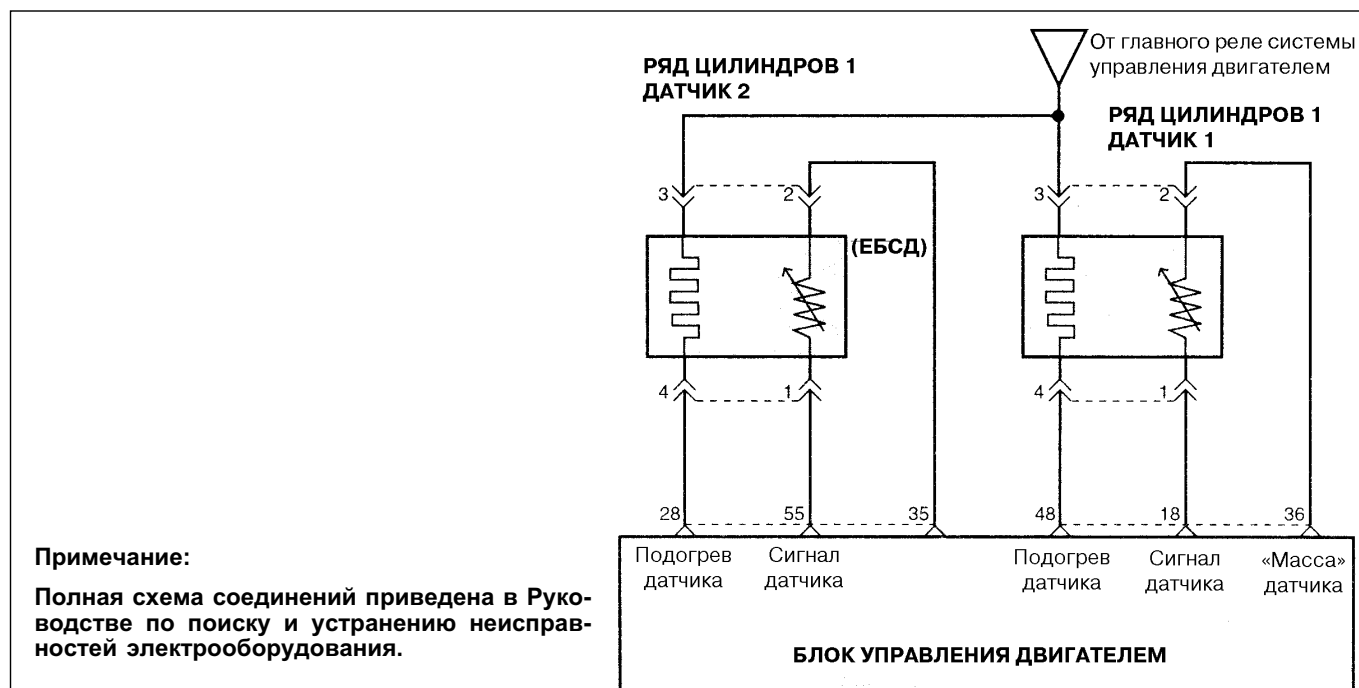 От главного реле системы
управления двигателем
РЯД ЦИЛИНДРОВ 1
ДАТЧИК 2
РЯД ЦИЛИНДРОВ 1
ДАТЧИК 1
3 2 3 2
(ЕБСД)
4 1 4 1
28 55 35 48 18 36
Подогрев датчика
Сигнал датчика
Подогрев датчика
Сигнал датчика
«Масса» датчика
БЛОК УПРАВЛЕНИЯ ДВИГАТЕЛЕМ
Примечание:
Полная схема соединений приведена в Руко-
водстве по поиску и устранению неисправ-
ностей электрооборудования.